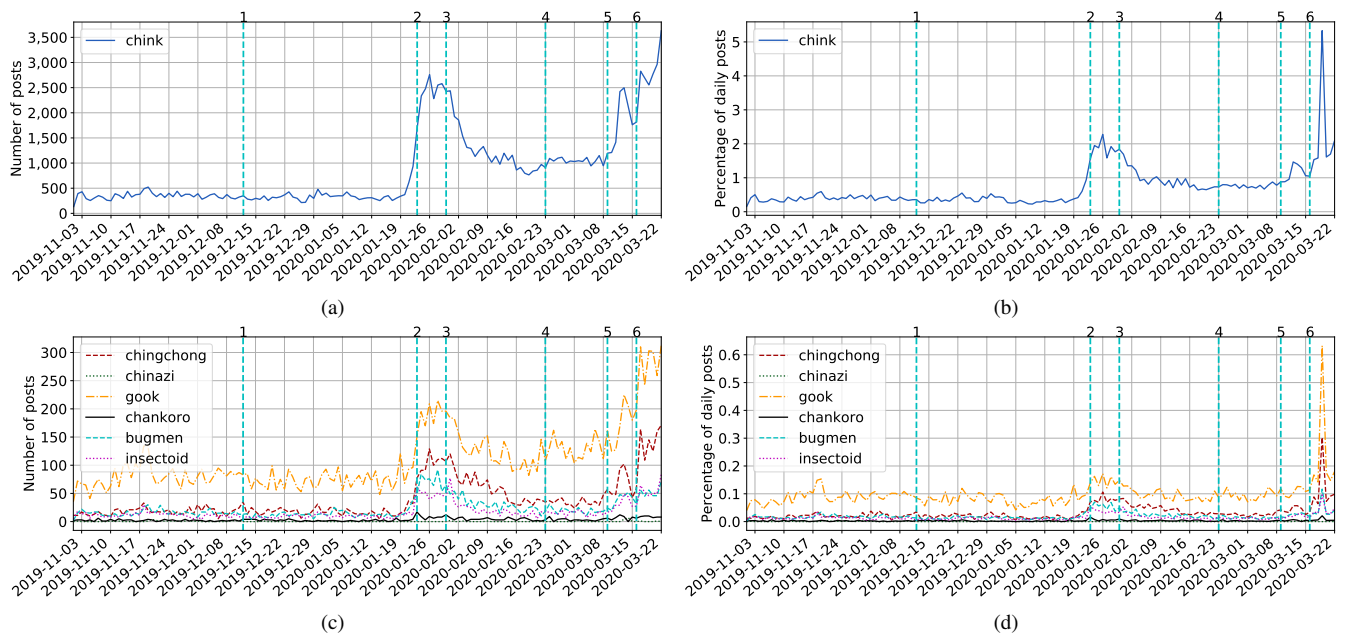 1 2 3 4 5 6
chink
Number of posts
3,500
3,000
2,500
2,000
1,500
1,000
500
0
2019-11-03 2019-11-10 2019-11-17 2019-11-24 2019-12-01 2019-12-08 2019-12-15 2019-12-22 2019-12-29 2020-01-05 2020-01-12 2020-01-19 2020-01-26 2020-02-02 2020-02-09 2020-02-16 2020-02-23 2020-03-01 2020-03-08 2020-03-15 2020-03-22
(a)
1 2 3 4 5 6
chink
Percentage of daily posts
5
4
3
2
1
0
2019-11-03 2019-11-10 2019-11-17 2019-11-24 2019-12-01 2019-12-08 2019-12-15 2019-12-22 2019-12-29 2020-01-05 2020-01-12 2020-01-19 2020-01-26 2020-02-02 2020-02-09 2020-02-16 2020-02-23 2020-03-01 2020-03-08 2020-03-15 2020-03-22
(b)
1 2 3 4 5 6
chingchong
chinazi
gook
chankoro
bugmen
insectoid
Number of posts
300
250
200
150
100
50
0
2019-11-03 2019-11-10 2019-11-17 2019-11-24 2019-12-01 2019-12-08 2019-12-15 2019-12-22 2019-12-29 2020-01-05 2020-01-12 2020-01-19 2020-01-26 2020-02-02 2020-02-09 2020-02-16 2020-02-23 2020-03-01 2020-03-08 2020-03-15 2020-03-22
(c)
1 2 3 4 5 6
chingchong
chinazi
gook
chankoro
bugmen
insectoid
Percentage of daily posts
0.6
0.5
0.4
0.3
0.2
0.1
0.0
2019-11-03 2019-11-10 2019-11-17 2019-11-24 2019-12-01 2019-12-08 2019-12-15 2019-12-22 2019-12-29 2020-01-05 2020-01-12 2020-01-19 2020-01-26 2020-02-02 2020-02-09 2020-02-16 2020-02-23 2020-03-01 2020-03-08 2020-03-15 2020-03-22
(d)